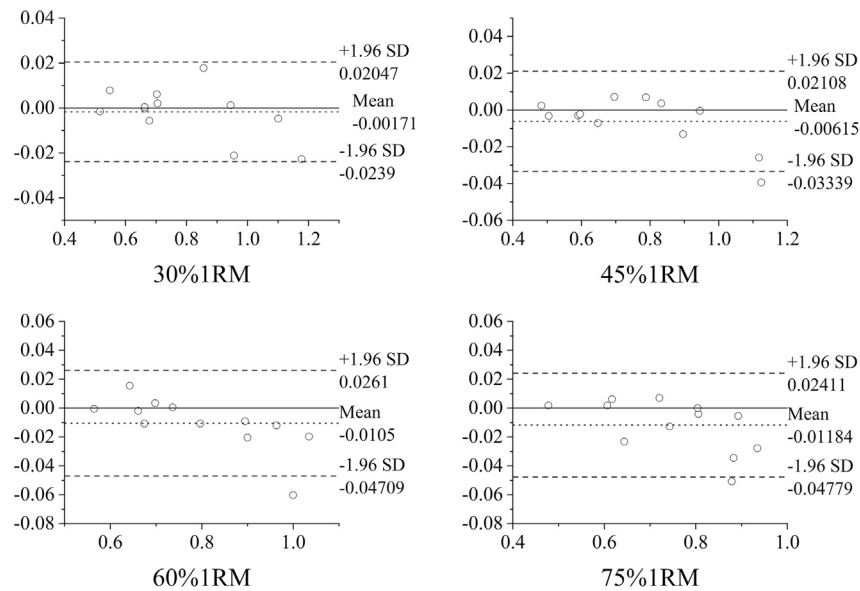 0.04
0.02
0.00
-0.02
-0.04
0.4 0.6 0.8 1.0 1.2
+1.96 SD
0.02047
Mean
-0.00171
-1.96 SD
-0.0239
30%1RM
0.04
0.02
0.00
-0.02
-0.04
-0.06
0.4 0.6 0.8 1.0 1.2
+1.96 SD
0.02108
Mean
-0.00615
-1.96 SD
-0.03339
45%1RM
0.06
0.04
0.02
0.00
-0.02
-0.04
-0.06
-0.08
0.6 0.8 1.0
+1.96 SD
0.0261
Mean
-0.0105
-1.96 SD
-0.04709
60%1RM
0.06
0.04
0.02
0.00
-0.02
-0.04
-0.06
-0.08
0.4 0.6 0.8 1.0
+1.96 SD
0.02411
Mean
-0.01184
-1.96 SD
-0.04779
75%1RM